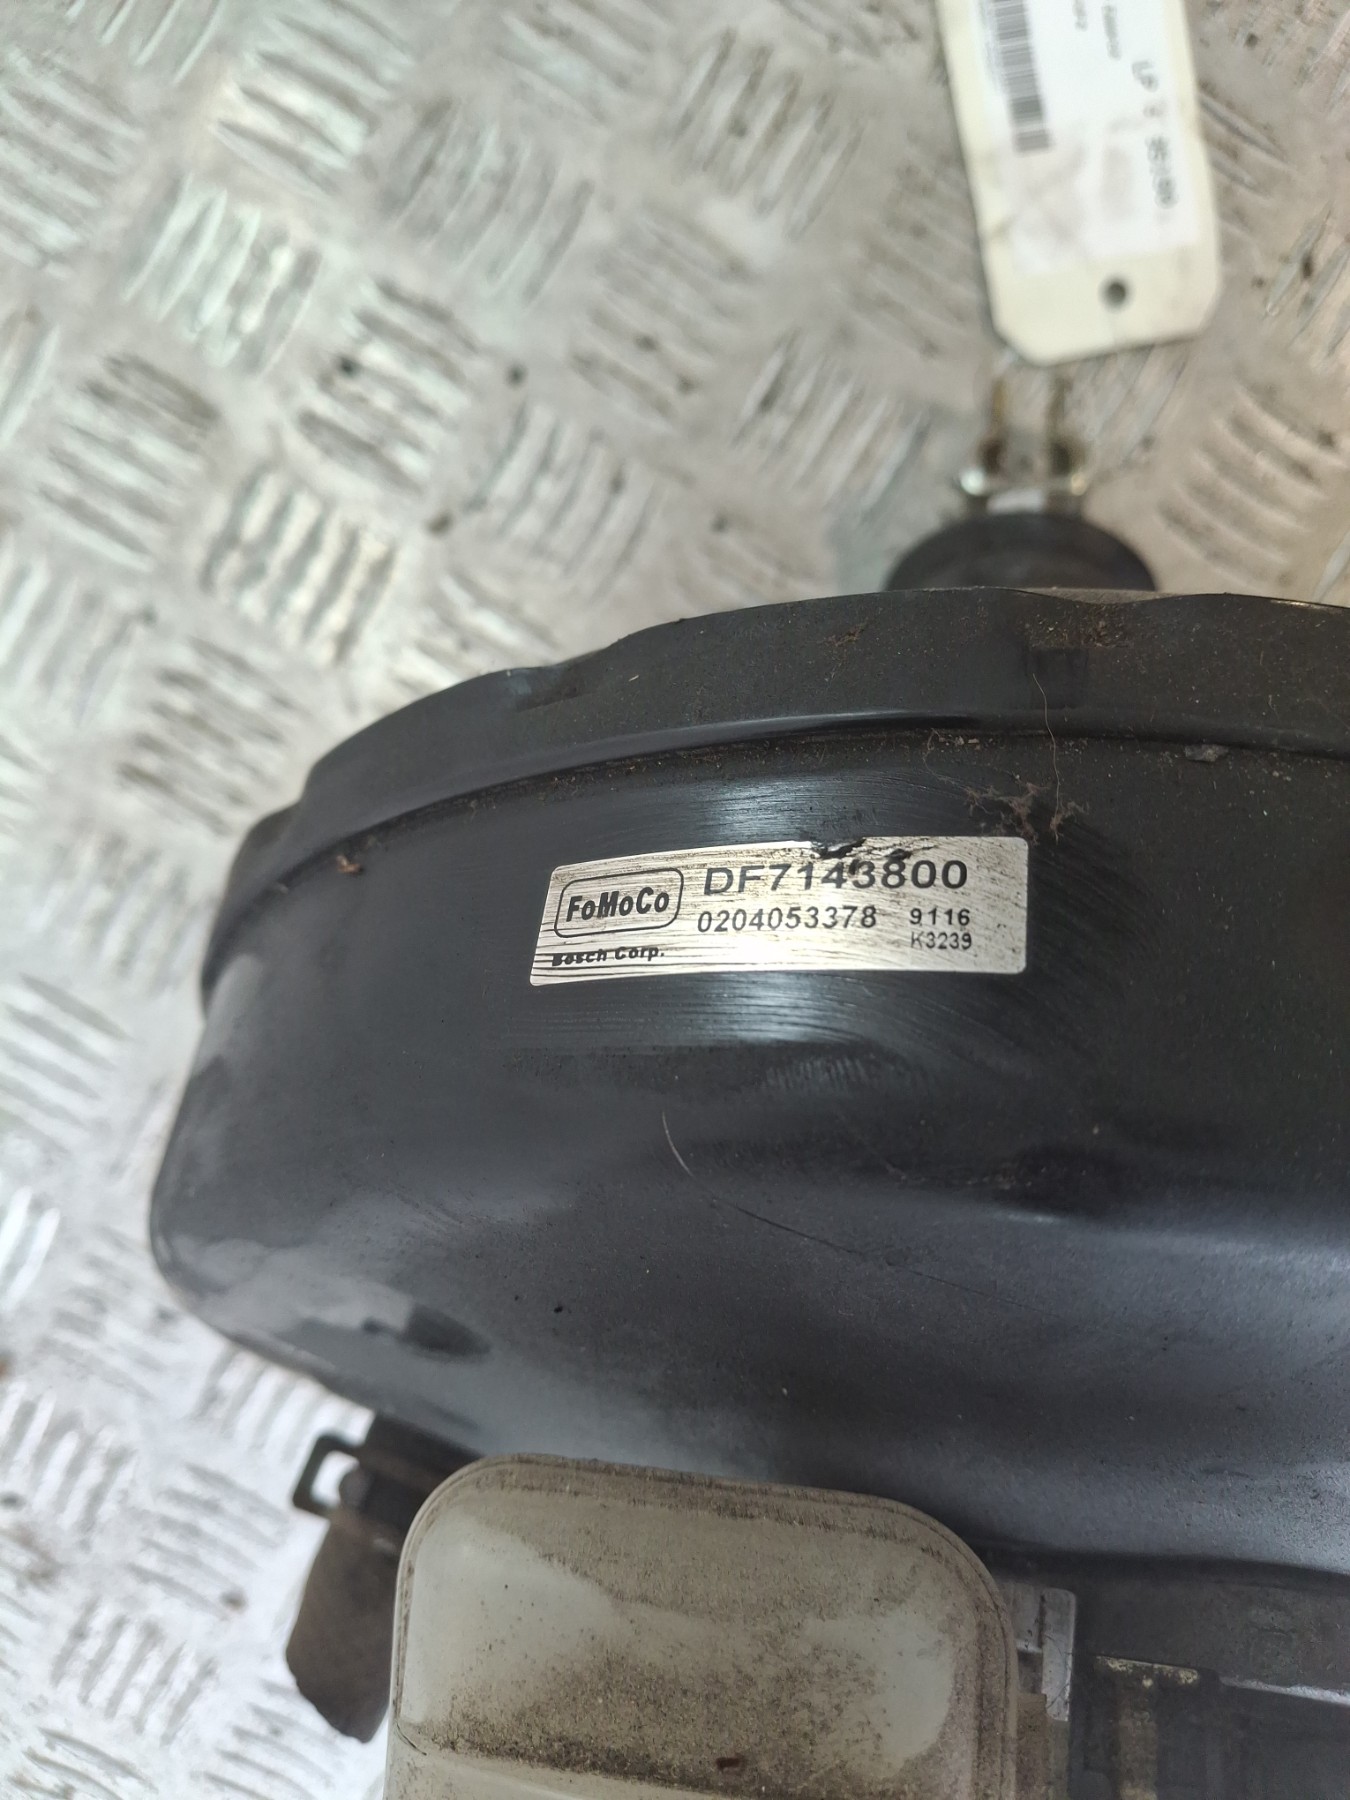 FoMoCo
DF7143800
0204053378 9116
K3239
Bosch Corp.